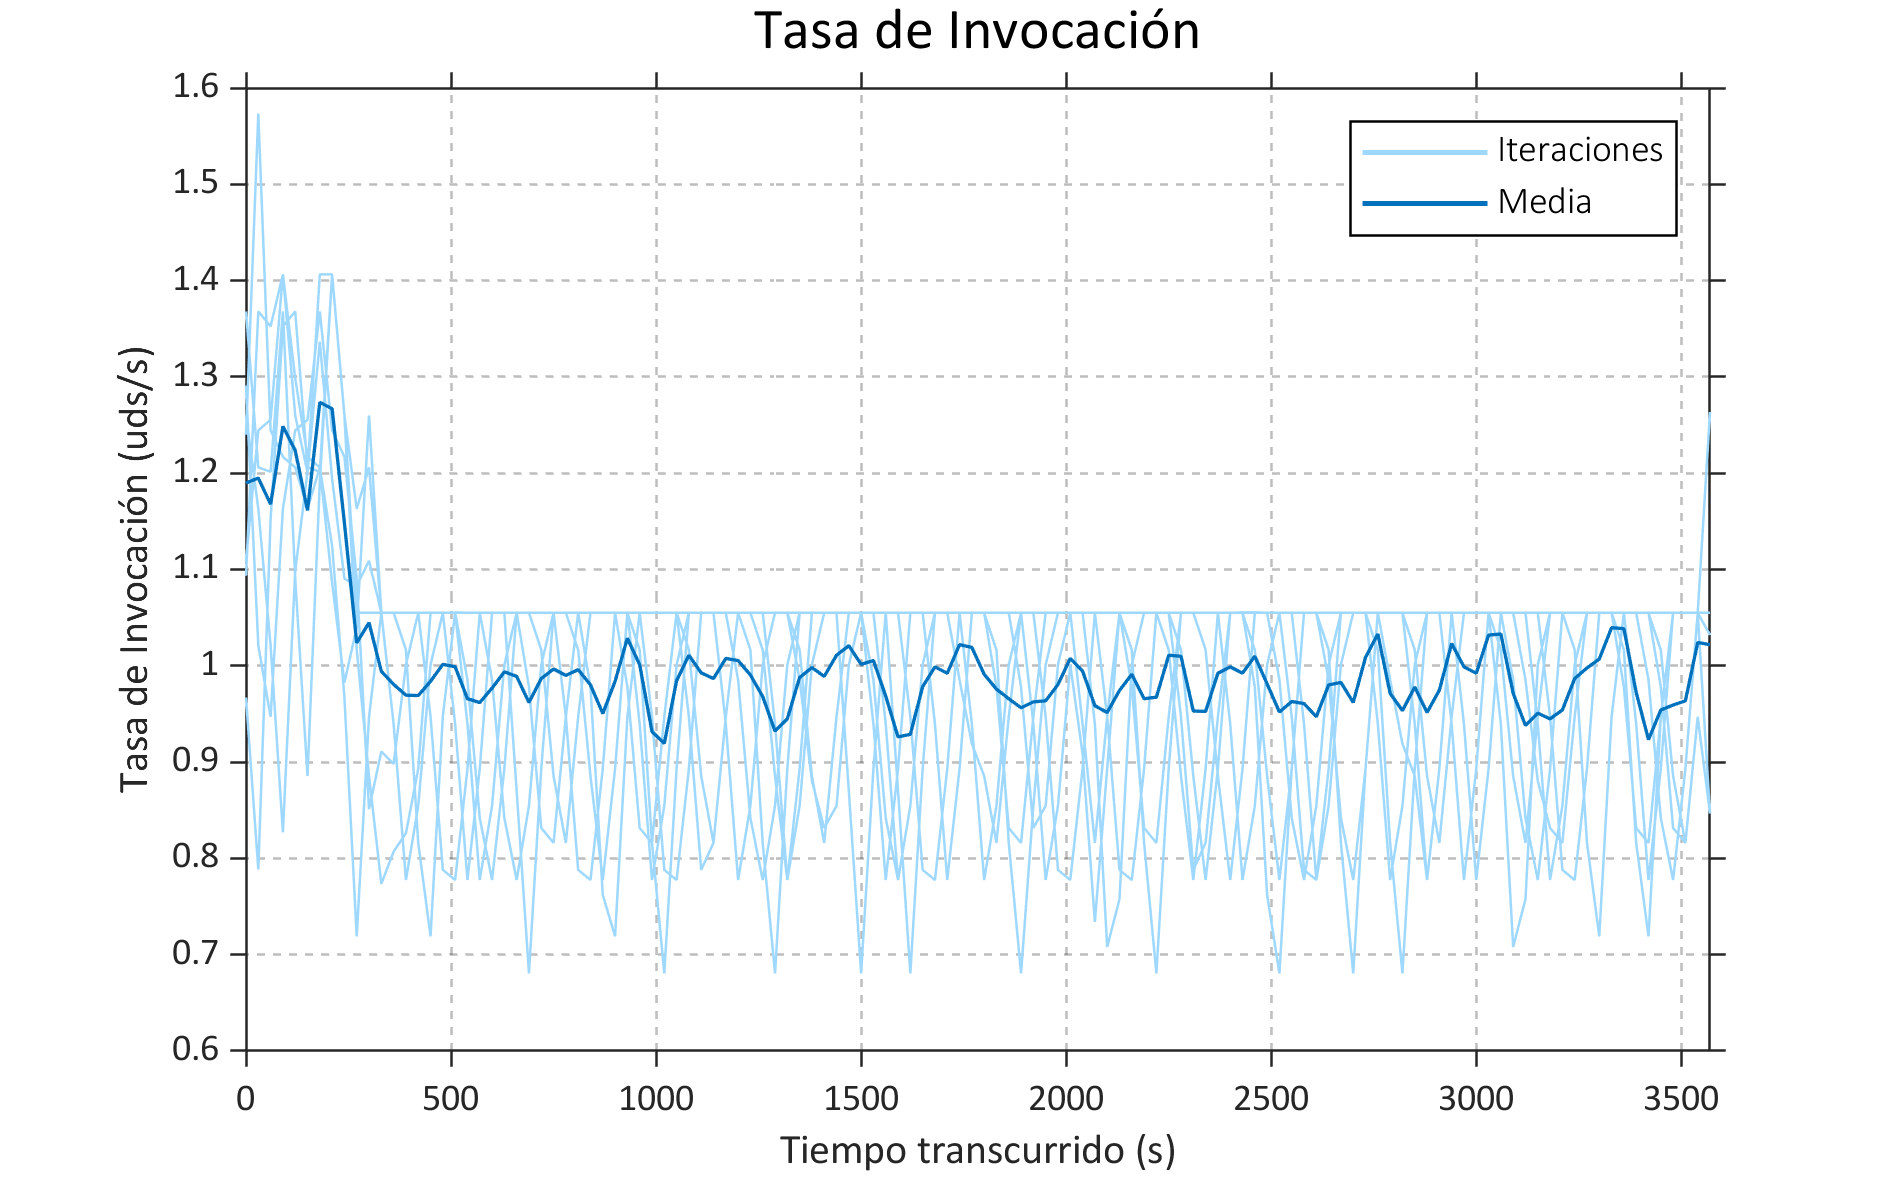 Tasa de Invocación
Tasa de Invocación (uds/s)
1.6
1.5
1.4
1.3
1.2
1.1
1
0.9
0.8
0.7
0.6
Iteraciones
Media
0 500 1000 1500 2000 2500 3000 3500
Tiempo transcurrido (s)